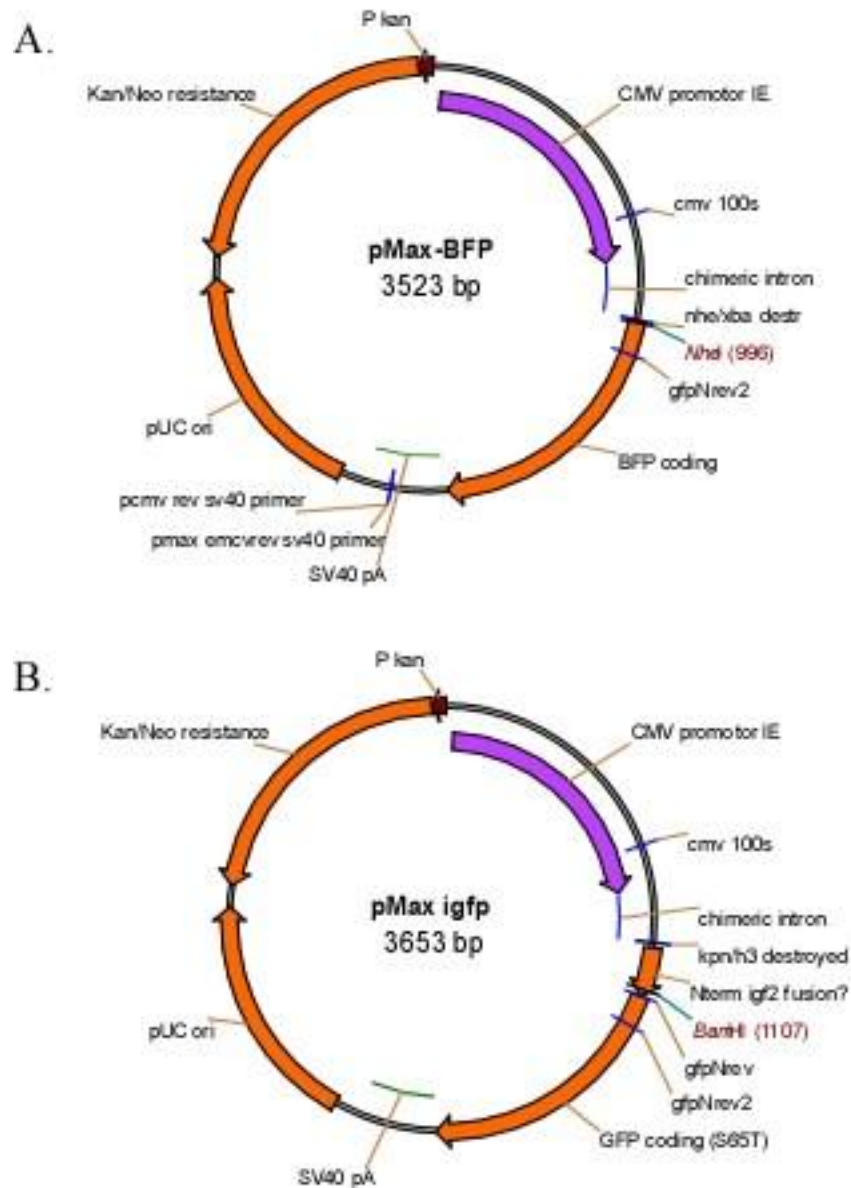 A.
P kan
Kan/Neo resistance
CMV promotor IE
cmv 100s
pMax-BFP
3523 bp
chimeric intron
nhe/xba destr
NheI (996)
gfpNrev2
pUC ori
BFP coding
pcmv rev sv40 primer
pmax emcvrev sv40 primer
SV40 pA
B.
P kan
Kan/Neo resistance
CMV promotor IE
cmv 100s
pMax igfp
3653 bp
chimeric intron
kpn/h3 destroyed
Nterm igf2 fusion?
BamHI (1107)
pUC ori
gfpNrev
gfpNrev2
GFP coding (S65T)
SV40 pA